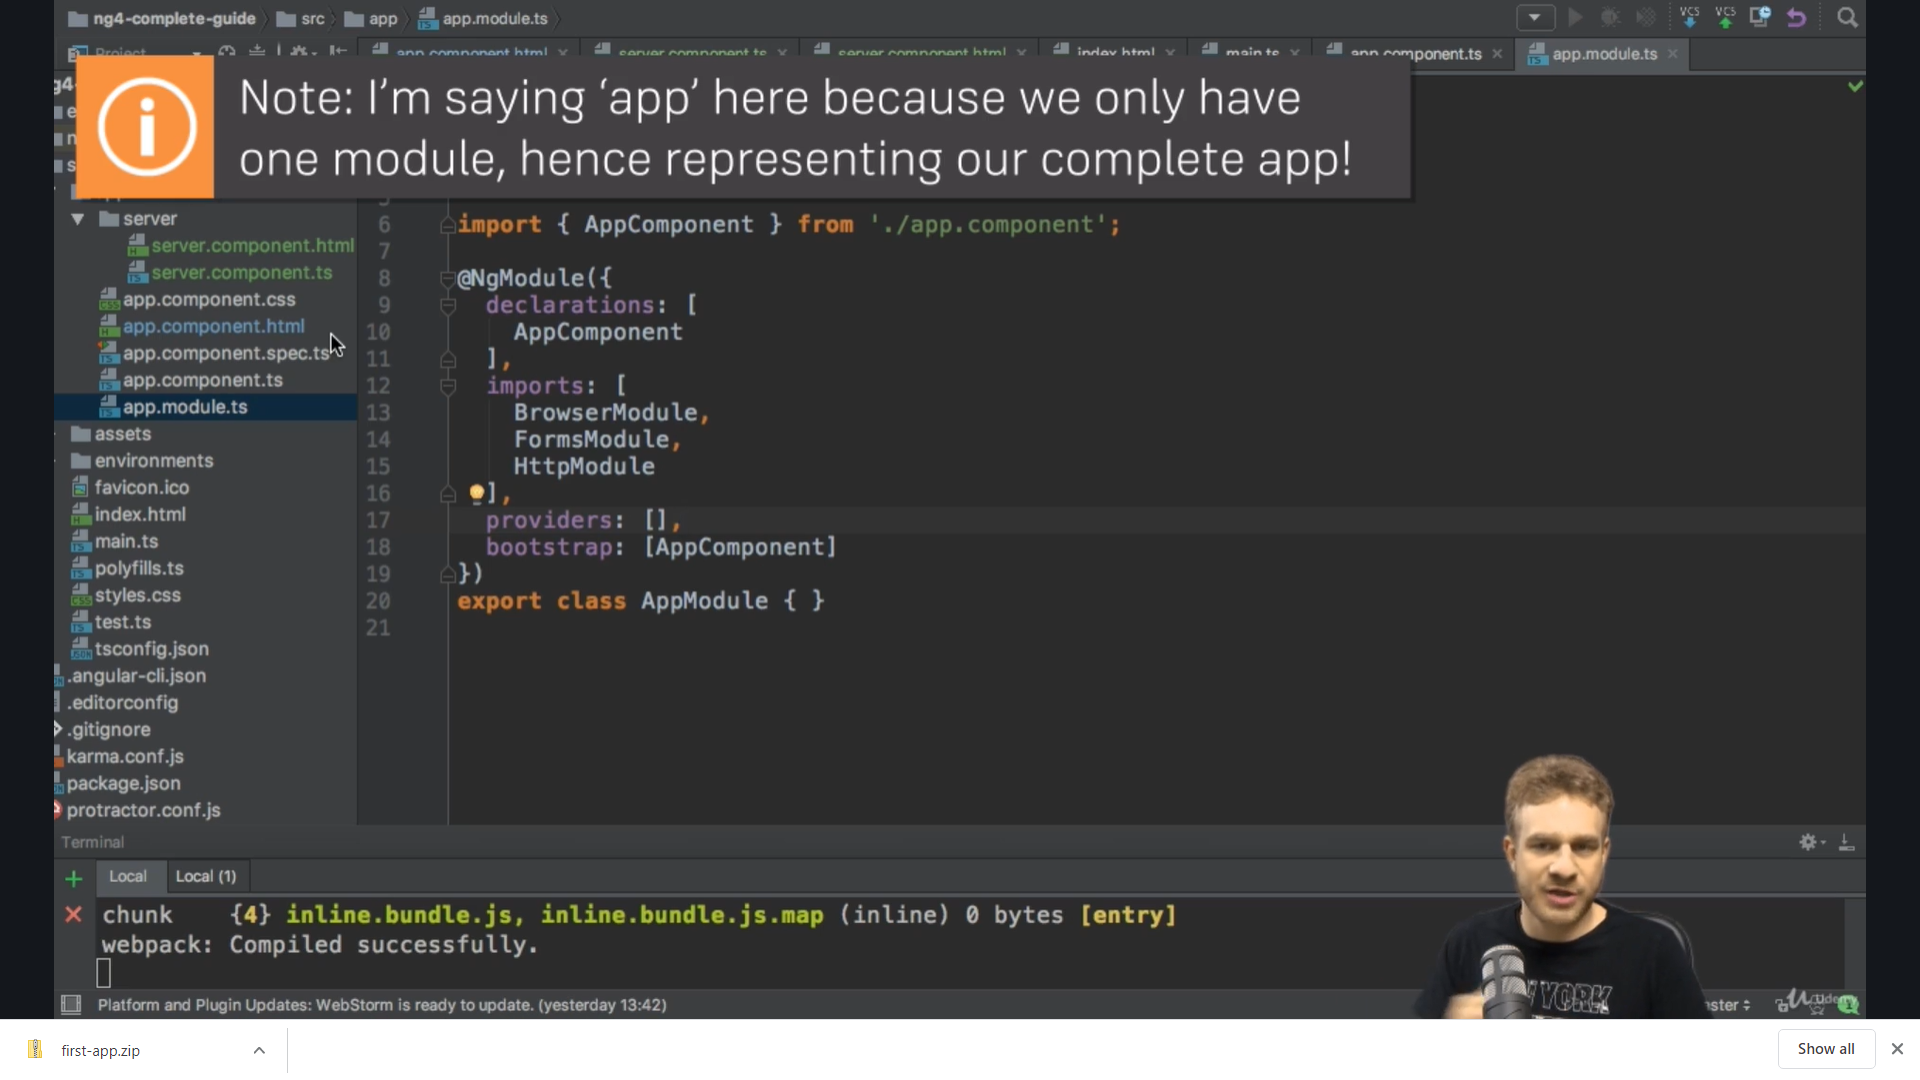 ng4-complete-guide src app app.module.ts
Project app.component.html server.component.ts server.component.html index.html main.ts app.component.ts app.module.ts
Note: I'm saying ‘app’ here because we only have
one module, hence representing our complete app!
g4-
server
server.component.html
server.component.ts
app.component.css
app.component.html
app.component.spec.ts
app.component.ts
app.module.ts
assets
environments
favicon.ico
index.html
main.ts
polyfills.ts
styles.css
test.ts
tsconfig.json
.angular-cli.json
.editorconfig
.gitignore
karma.conf.js
package.json
protractor.conf.js
6 import { AppComponent } from './app.component';
7
8 @NgModule({
9 declarations: [
10 AppComponent
11 ],
12 imports: [
13 BrowserModule,
14 FormsModule,
15 HttpModule
16 ],
17 providers: [],
18 bootstrap: [AppComponent]
19 })
20 export class AppModule { }
21
Terminal
Local Local (1)
chunk {4} inline.bundle.js, inline.bundle.js.map (inline) 0 bytes [entry]
webpack: Compiled successfully.
Platform and Plugin Updates: WebStorm is ready to update. (yesterday 13:42)
VCS VCS
YORK
Udemy
first-app.zip
Show all